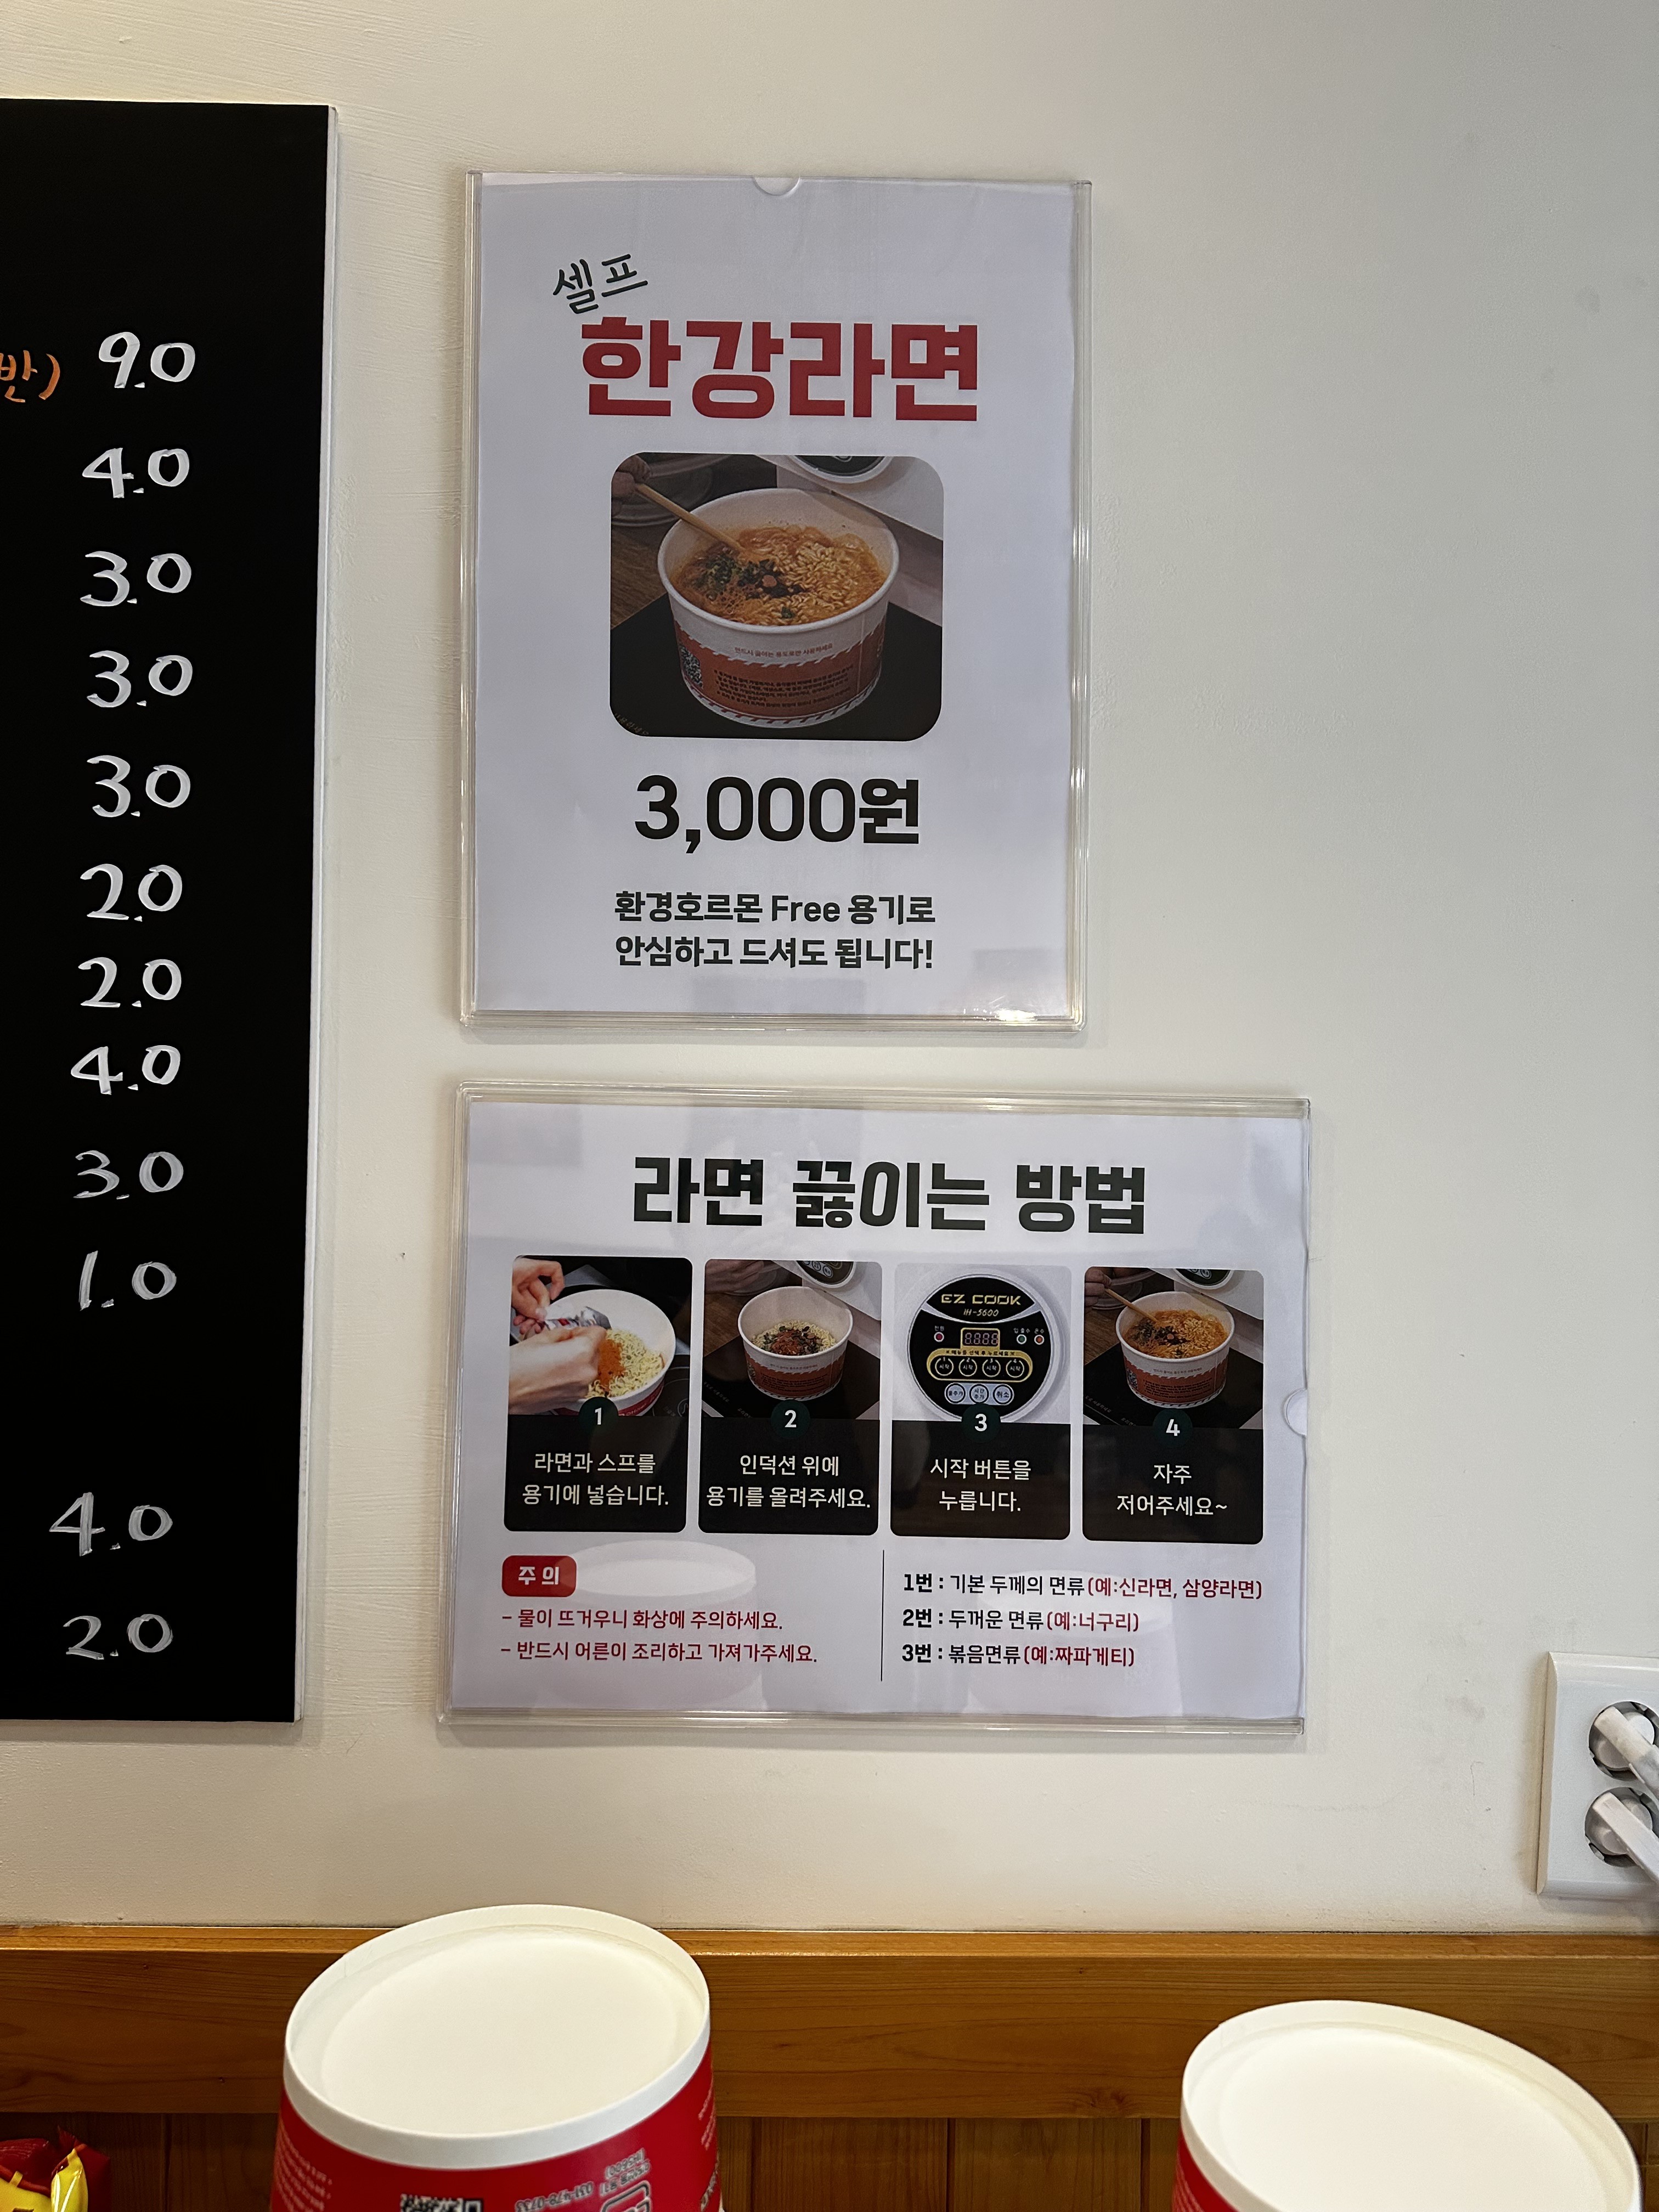 반) 9.0
4.0
3.0
3.0
3.0
2.0
2.0
4.0
3.0
1.0
4.0
2.0
셀프
한강라면
3,000원
환경호르몬 Free 용기로
안심하고 드셔도 됩니다!
라면 끓이는 방법
EZ COOK
IH-5600
1
라면과 스프를
용기에 넣습니다.
2
인덕션 위에
용기를 올려주세요.
3
시작 버튼을
누릅니다.
4
자주
저어주세요~
주의
- 물이 뜨거우니 화상에 주의하세요.
- 반드시 어른이 조리하고 가져가주세요.
1번 : 기본 두께의 면류(예:신라면, 삼양라면)
2번 : 두꺼운 면류(예:너구리)
3번 : 볶음면류(예:짜파게티)